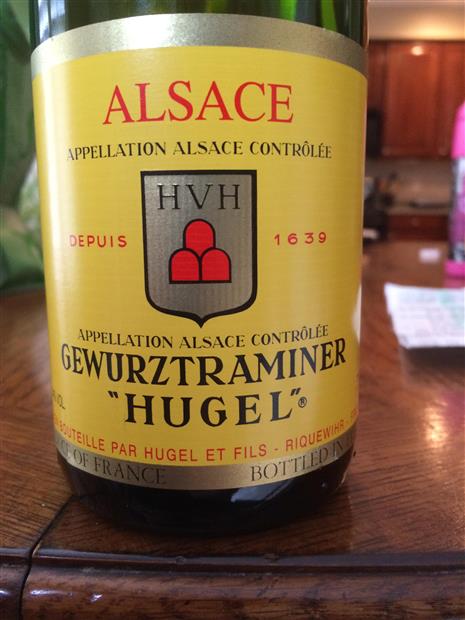 ALSACE
APPELLATION ALSACE CONTRÔLÉE
HVH
DEPUIS 1639
APPELLATION ALSACE CONTRÔLÉE
GEWURZTRAMINER
"HUGEL"®
VOL
BOUTEILLE PAR HUGEL ET FILS - RIQUEWIHR
OF FRANCE BOTTLED IN